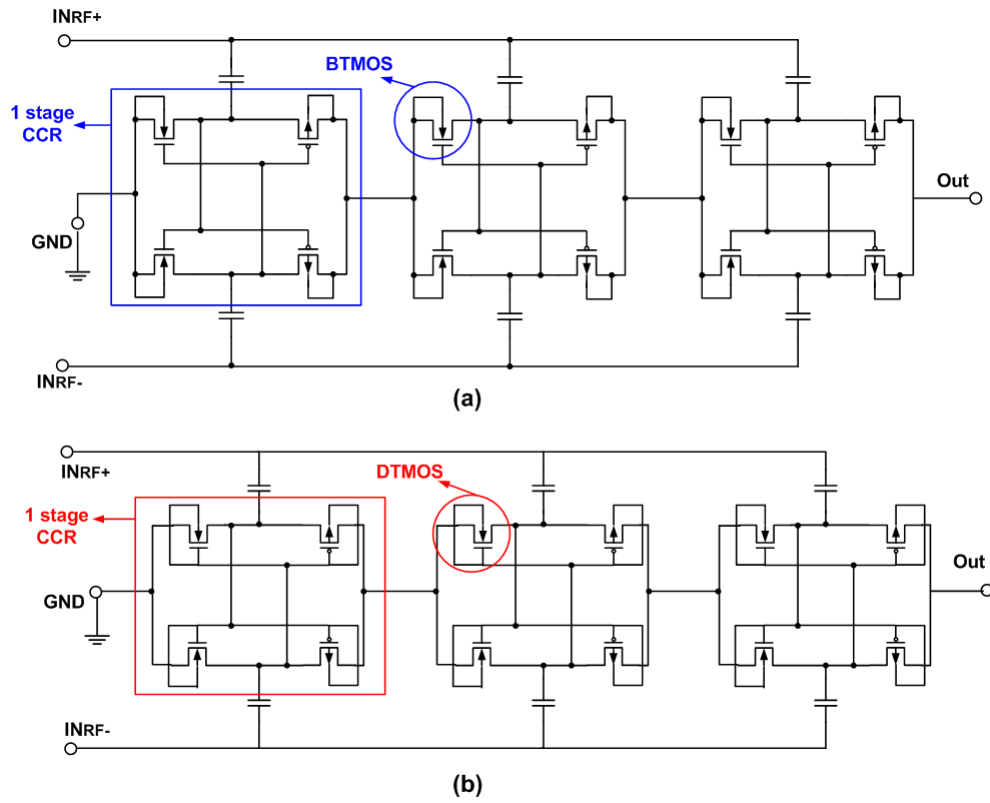 INRF+
BTMOS
1 stage
CCR
Out
GND
INRF-
(a)
INRF+
DTMOS
1 stage
CCR
Out
GND
INRF-
(b)